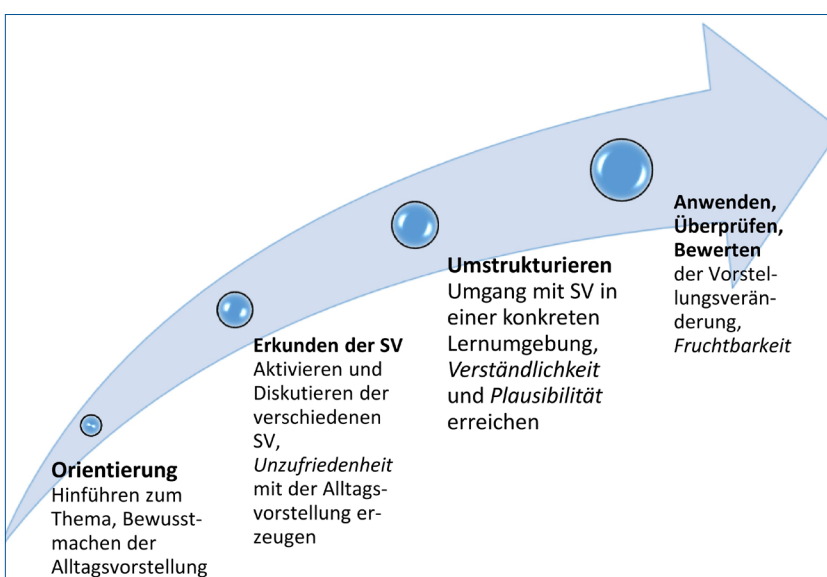 Orientierung
Hinführen zum
Thema, Bewusst-
machen der
Alltagsvorstellung
Erkunden der SV
Aktivieren und
Diskutieren der
verschiedenen
SV,
Unzufriedenheit
mit der Alltags-
vorstellung er-
zeugen
Umstrukturieren
Umgang mit SV in
einer konkreten
Lernumgebung,
Verständlichkeit
und Plausibilität
erreichen
Anwenden,
Überprüfen,
Bewerten
der Vorstel-
lungsverän-
derung,
Fruchtbarkeit